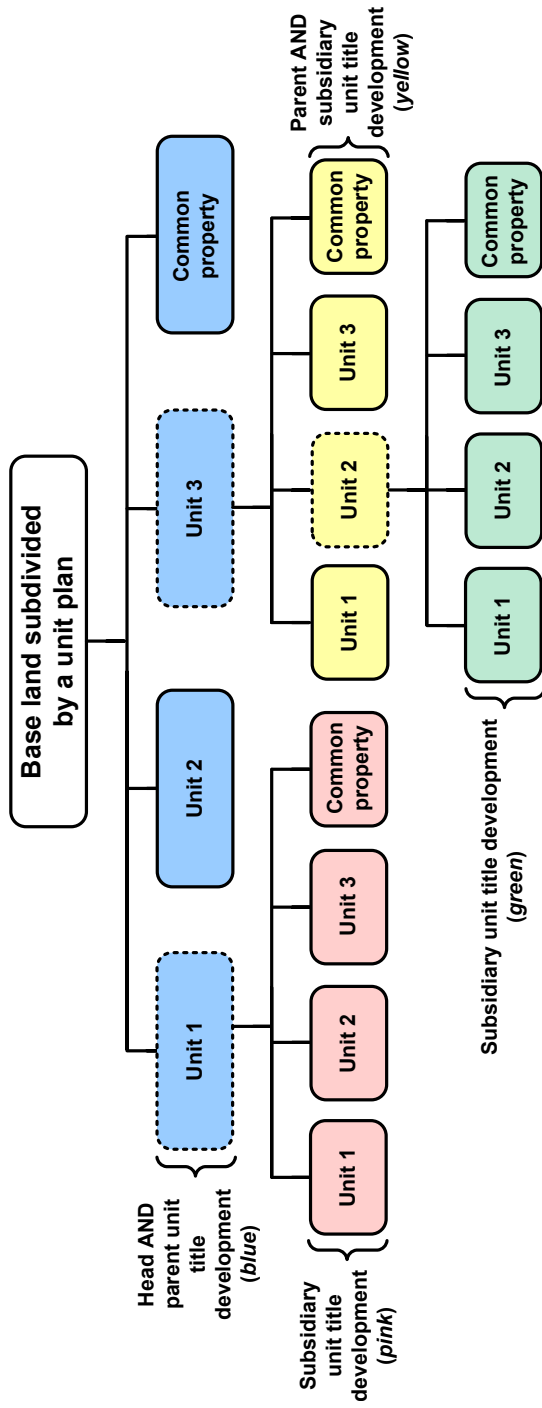 Base land subdivided
by a unit plan
Head AND
parent unit
title
development
(blue)
Unit 1
Unit 2
Unit 3
Common
property
Subsidiary
unit title
development
(pink)
Unit 1
Unit 2
Unit 3
Common
property
Unit 1
Unit 2
Unit 3
Common
property
Parent AND
subsidiary
unit title
development
(yellow)
Subsidiary unit title development
(green)
Unit 1
Unit 2
Unit 3
Common
property